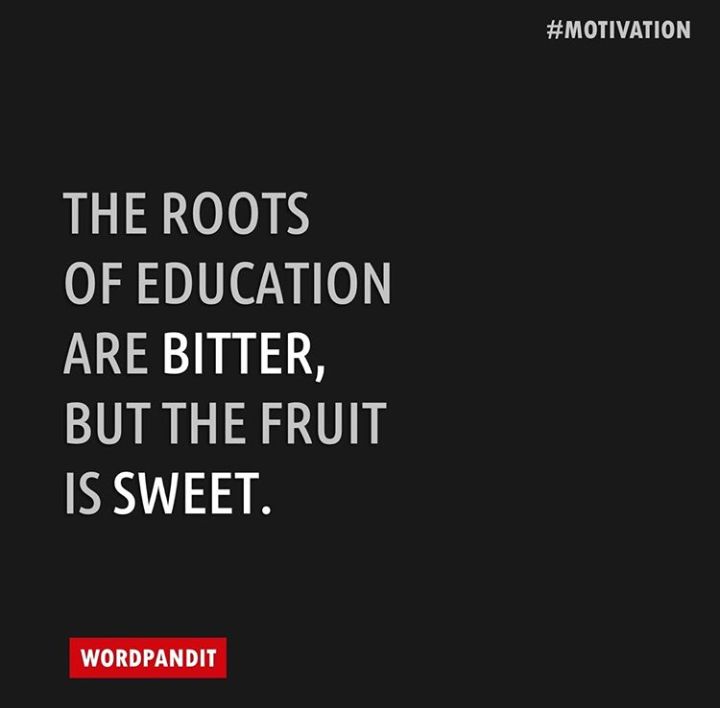 #MOTIVATION
THE ROOTS
OF EDUCATION
ARE BITTER,
BUT THE FRUIT
IS SWEET.
WORDPANDIT